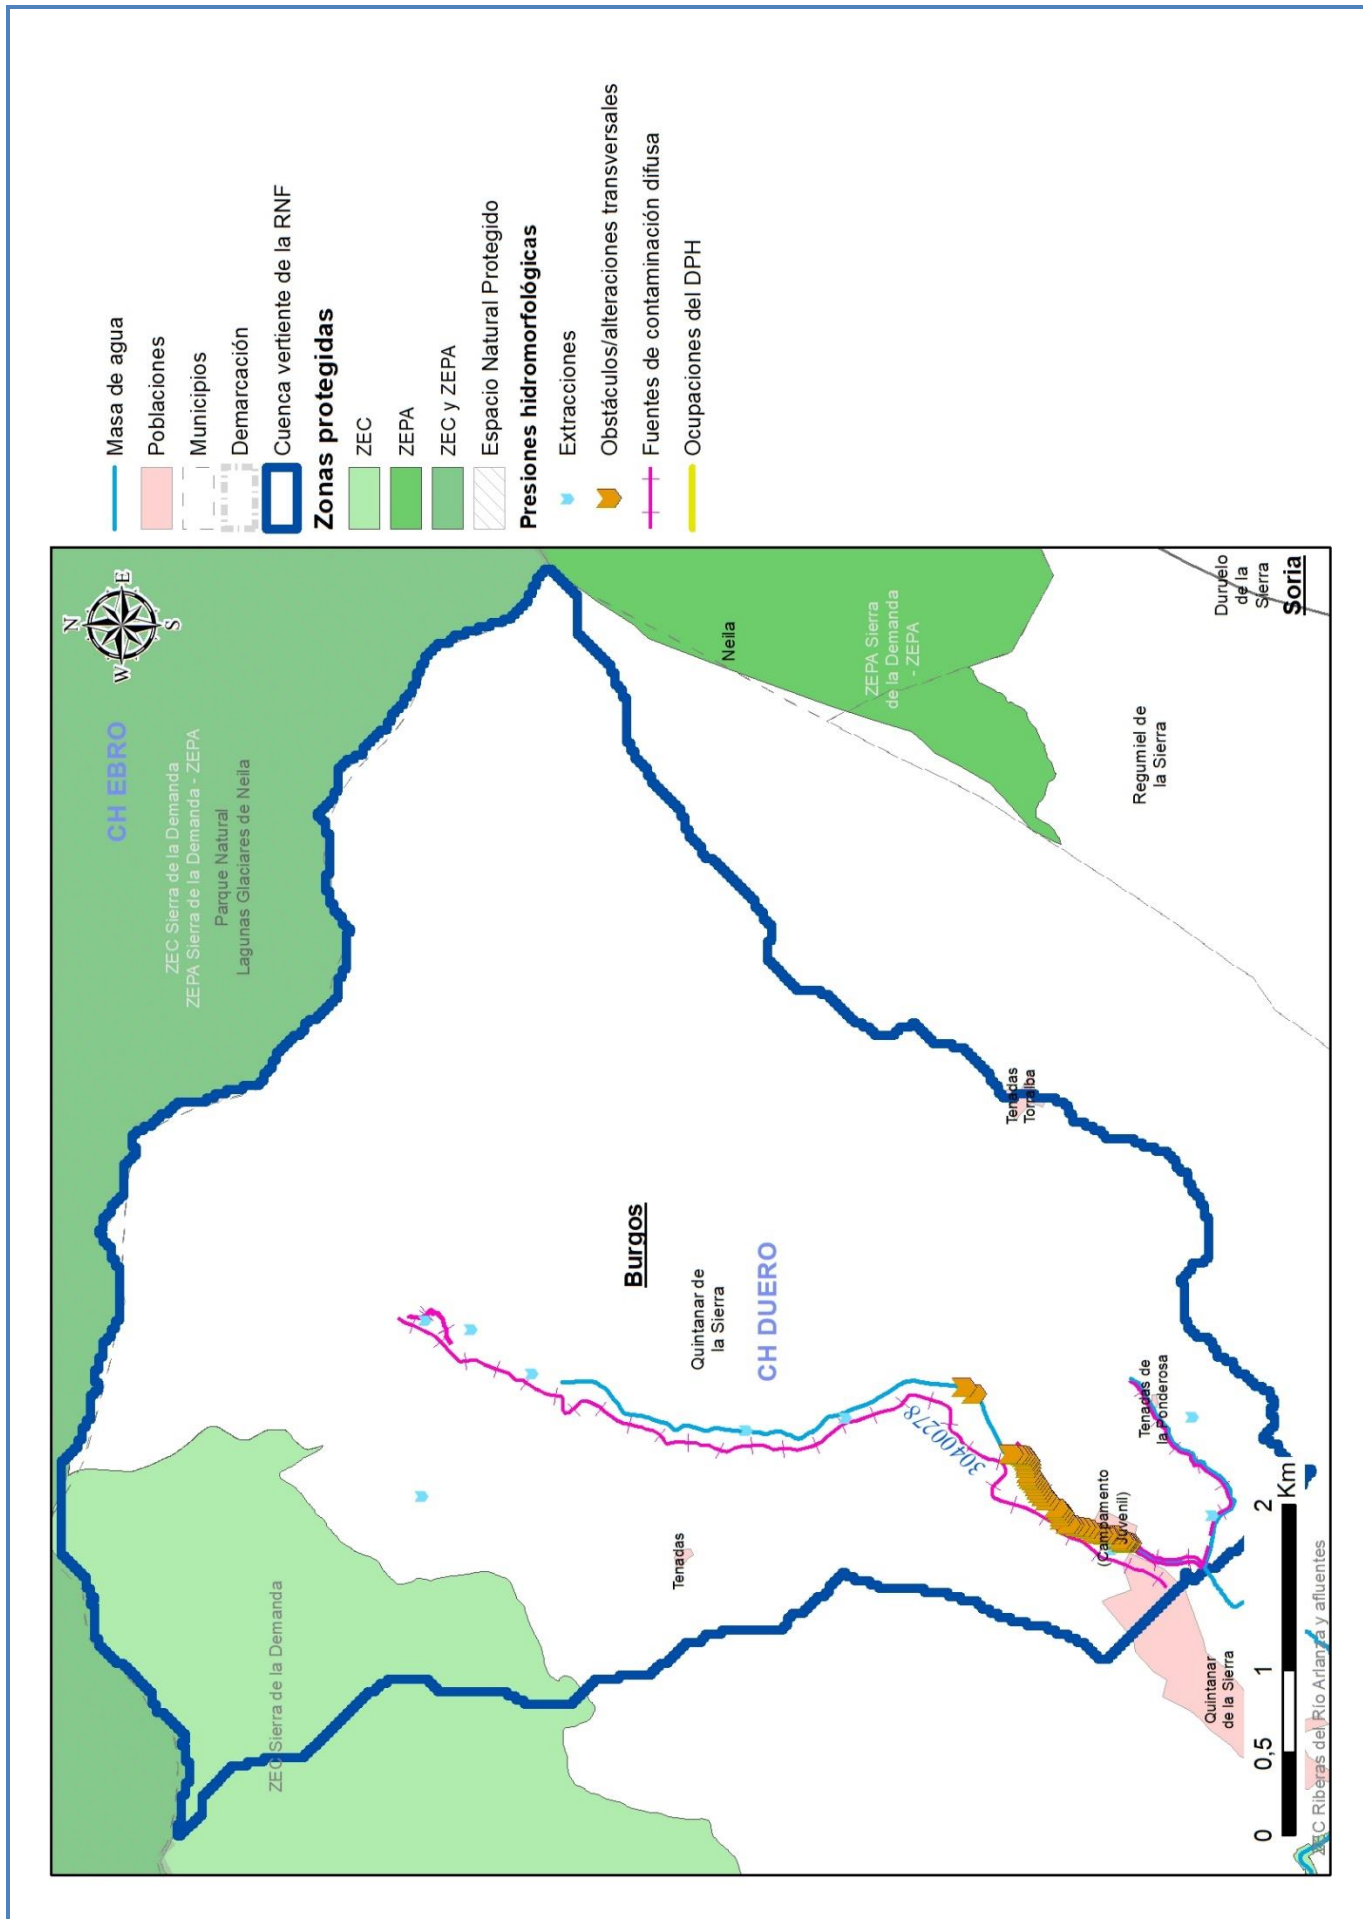 N
W
E
S
CH EBRO
ZEC Sierra de la Demanda
ZEPA Sierra de la Demanda - ZEPA
Parque Natural
Lagunas Glaciares de Neila
ZEC Sierra de la Demanda
Burgos
Quintanar de
la Sierra
CH DUERO
Neila
ZEPA Sierra
de la Demanda
- ZEPA
Tenadas
30400278
Tenadas
Torralba
Regumiel de
la Sierra
Duruelo
de la
Sierra
Soria
(Campamento
Juvenil)
Tenadas de
la Ponderosa
Quintanar
de la Sierra
0
0,5
1
2
Km
ZEC Riberas del Río Arlanza y afluentes
Masa de agua
Poblaciones
Municipios
Demarcación
Cuenca vertiente de la RNF
Zonas protegidas
ZEC
ZEPA
ZEC y ZEPA
Espacio Natural Protegido
Presiones hidromorfológicas
Extracciones
Obstáculos/alteraciones transversales
Fuentes de contaminación difusa
Ocupaciones del DPH